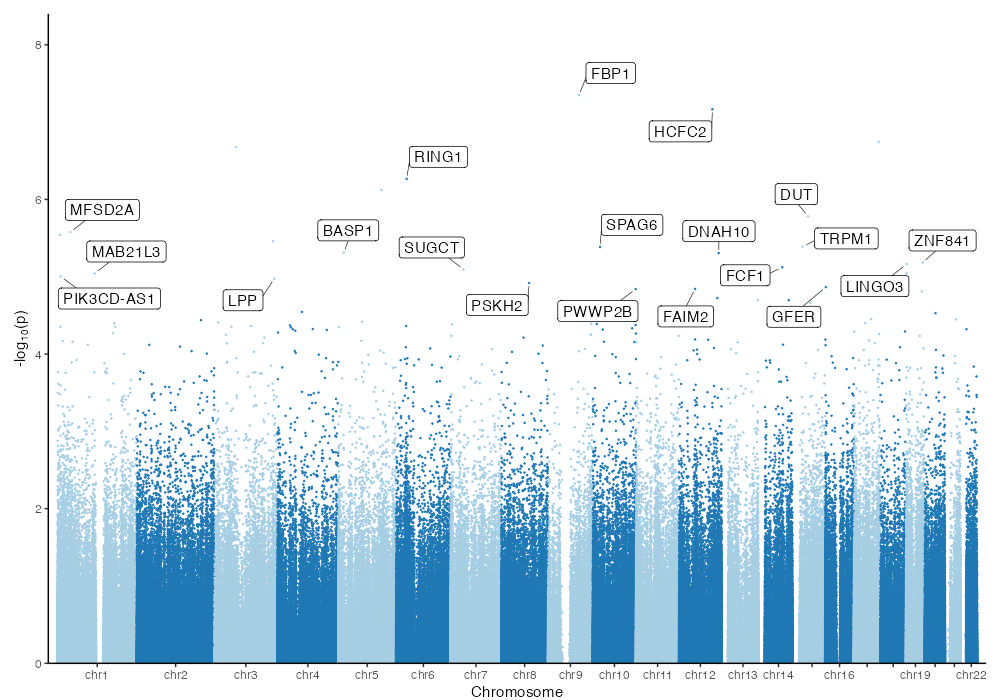 8
FBP1
HCFC2
RING1
6
DUT
MFSD2A
SPAG6
BASP1
DNAH10
TRPM1
ZNF841
MAB21L3
SUGCT
FCF1
LINGO3
PIK3CD-AS1
LPP
PSKH2
PWWP2B
FAIM2
GFER
4
-log10(p)
2
0
chr1 chr2 chr3 chr4 chr5 chr6 chr7 chr8 chr9 chr10 chr11 chr12 chr13 chr14 chr16 chr19 chr22
Chromosome